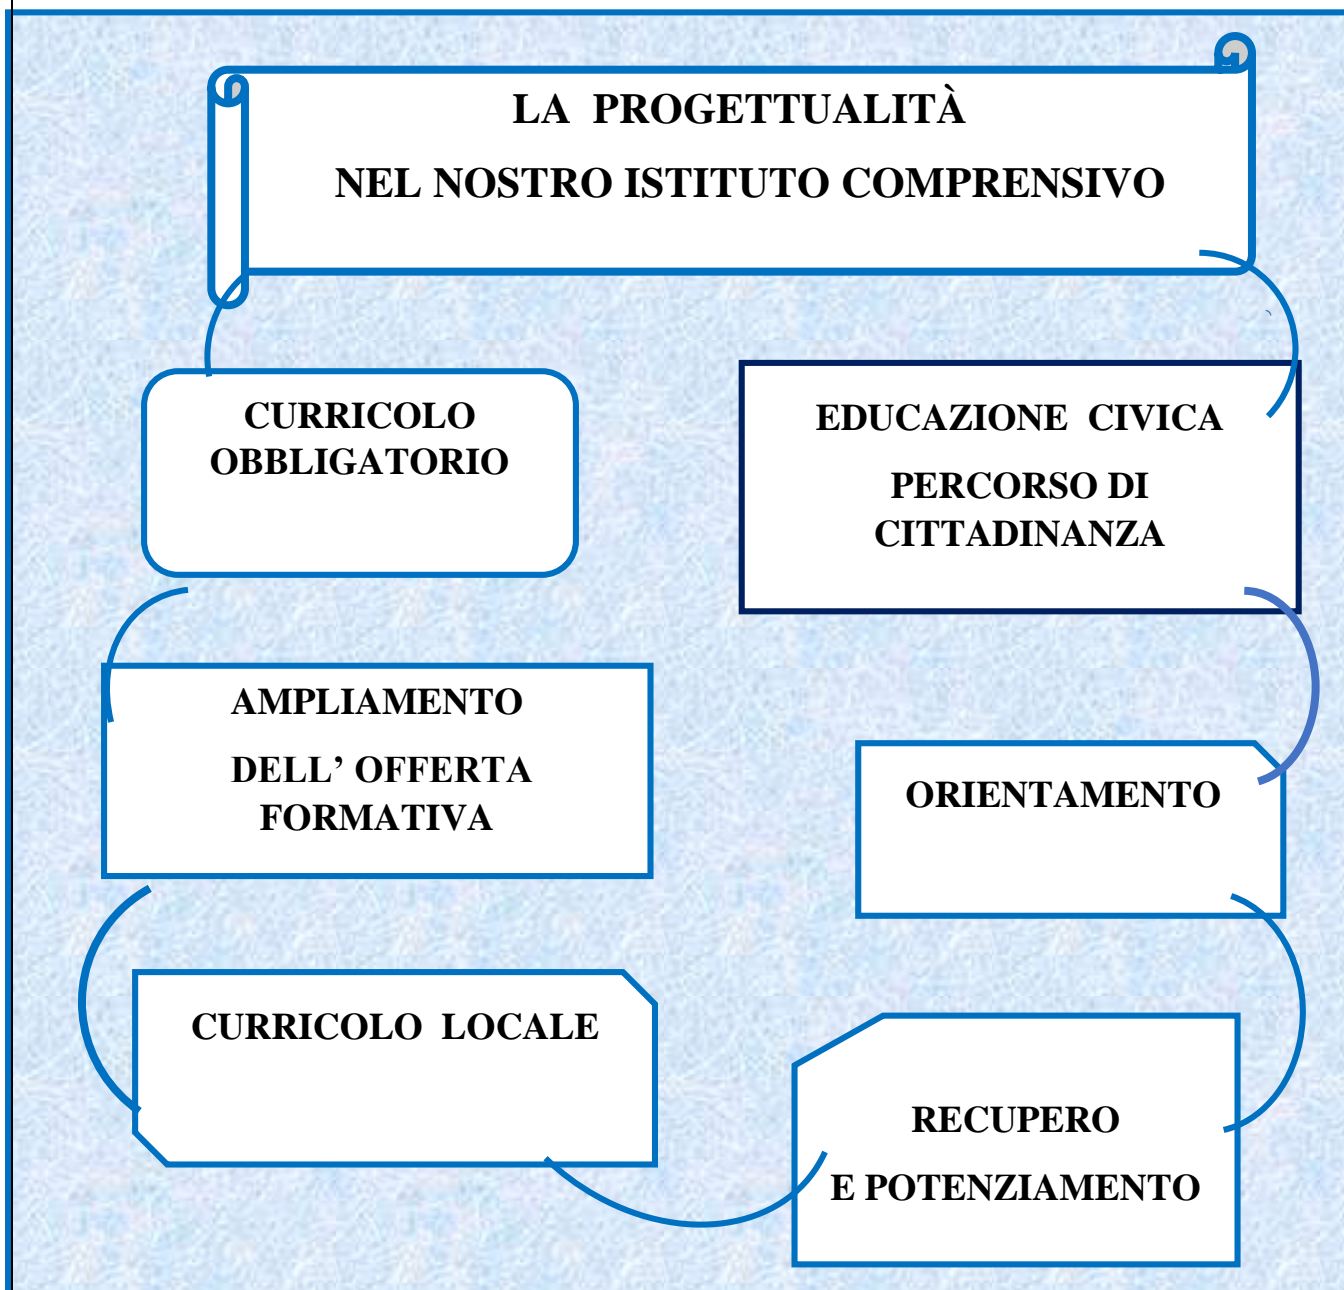 LA PROGETTUALITÀ
NEL NOSTRO ISTITUTO COMPRENSIVO
CURRICOLO
OBBLIGATORIO
EDUCAZIONE CIVICA
PERCORSO DI
CITTADINANZA
AMPLIAMENTO
DELL’ OFFERTA
FORMATIVA
ORIENTAMENTO
CURRICOLO LOCALE
RECUPERO
E POTENZIAMENTO